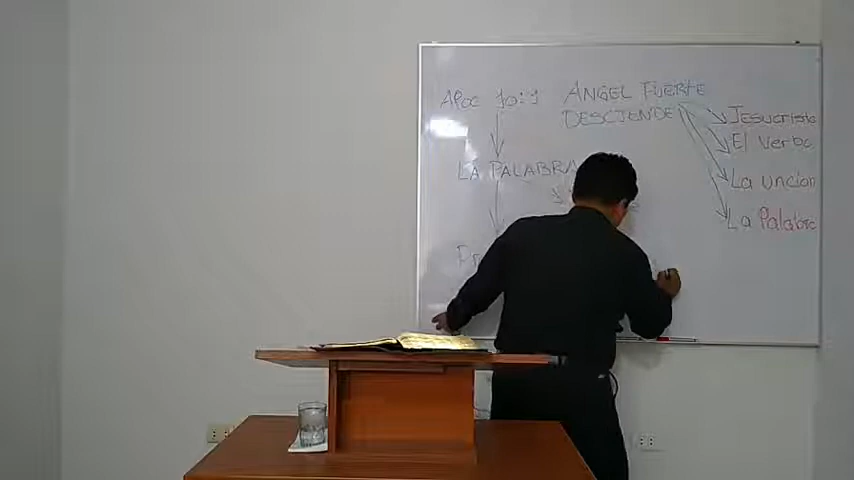 APOC 10:1
ANGEL FUERTE
DESCIENDE
LA PALABRA
Jesucristo
El Verbo
La Unción
La Palabra